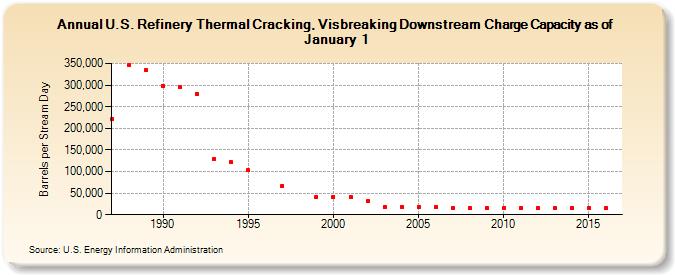 Annual U.S. Refinery Thermal Cracking, Visbreaking Downstream Charge Capacity as of
January 1
Barrels per Stream Day
350,000
300,000
250,000
200,000
150,000
100,000
50,000
0
1990 1995 2000 2005 2010 2015
Source: U.S. Energy Information Administration